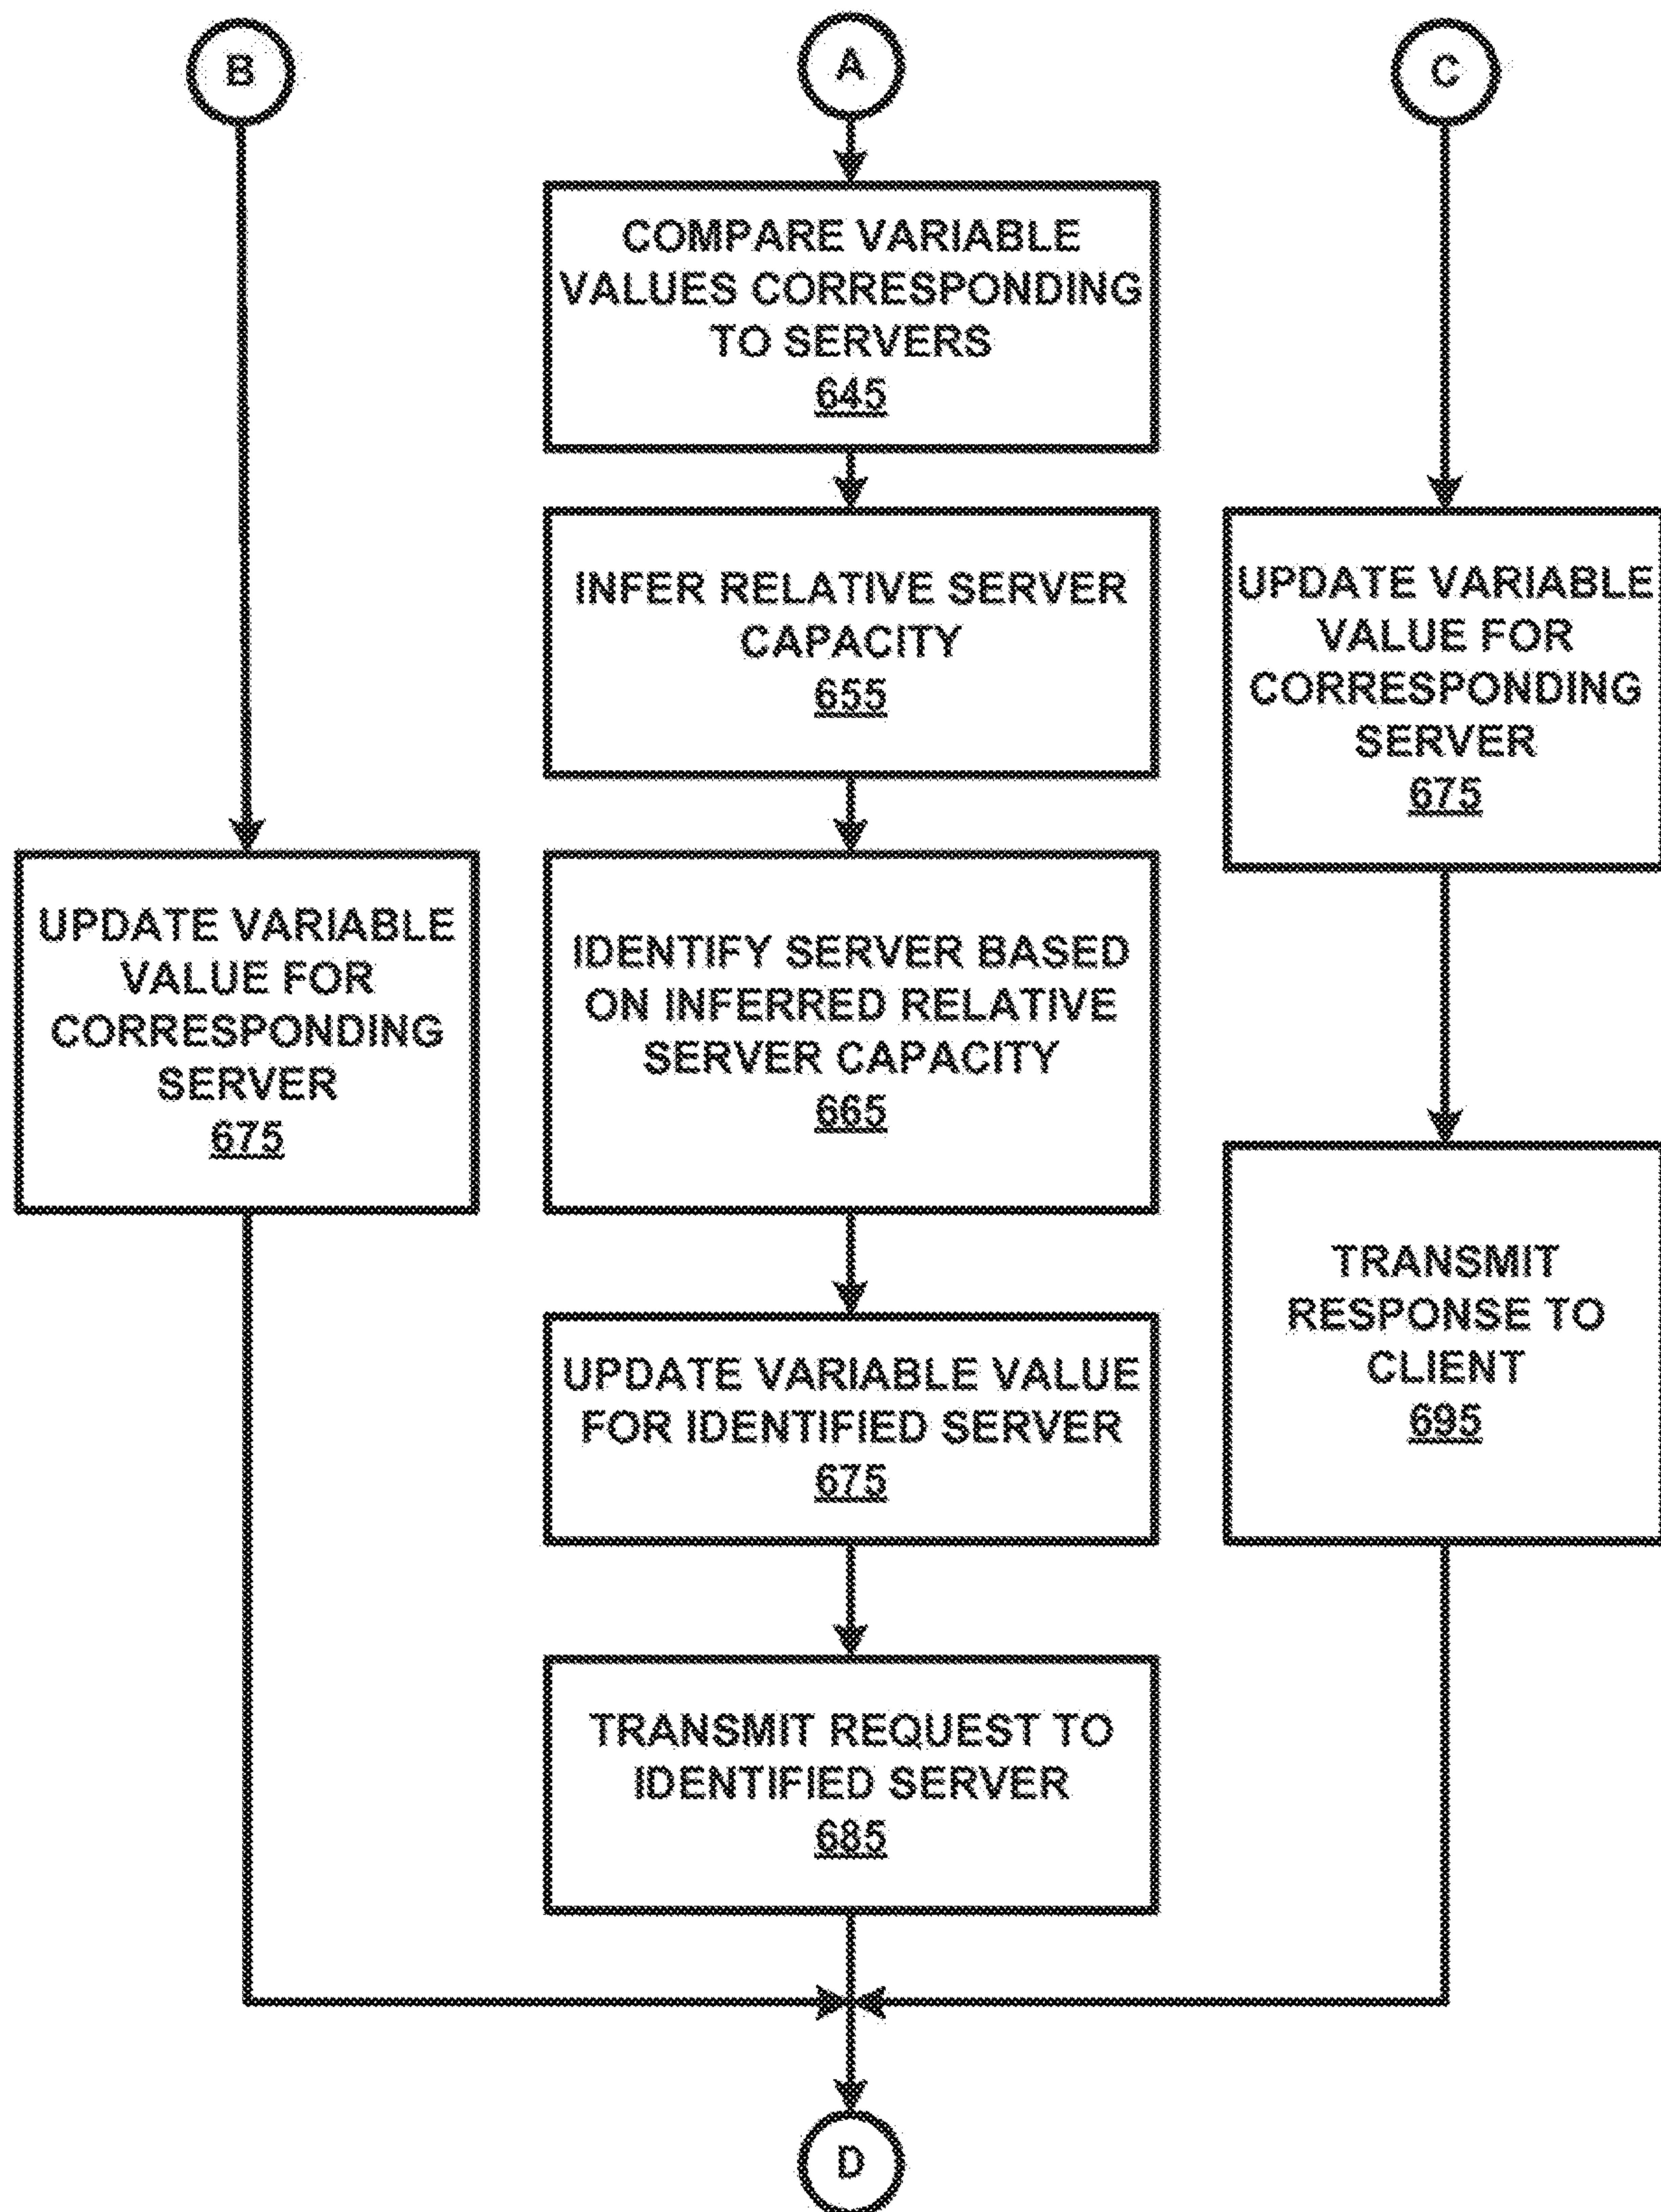 B
A
C
COMPARE VARIABLE
VALUES CORRESPONDING
TO SERVERS
645
INFER RELATIVE SERVER
CAPACITY
655
UPDATE VARIABLE
VALUE FOR
CORRESPONDING
SERVER
675
UPDATE VARIABLE
VALUE FOR
CORRESPONDING
SERVER
675
IDENTIFY SERVER BASED
ON INFERRED RELATIVE
SERVER CAPACITY
665
TRANSMIT
RESPONSE TO
CLIENT
695
UPDATE VARIABLE VALUE
FOR IDENTIFIED SERVER
675
TRANSMIT REQUEST TO
IDENTIFIED SERVER
685
D